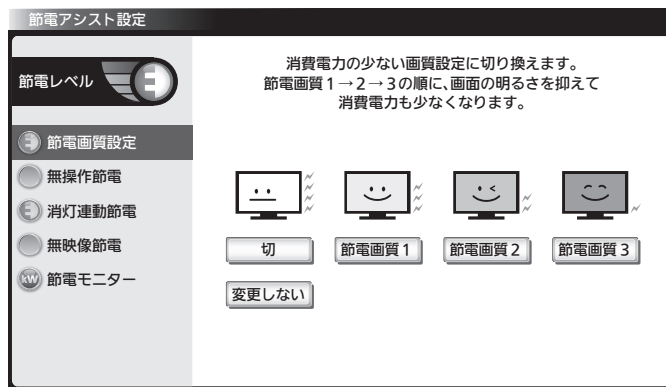 節電アシスト設定
節電レベル
消費電力の少ない画質設定に切り換えます。
節電画質1→2→3の順に、画面の明るさを抑えて
消費電力も少なくなります。
節電画質設定
無操作節電
消灯連動節電
無映像節電
kW 節電モニター
切
節電画質1
節電画質2
節電画質3
変更しない